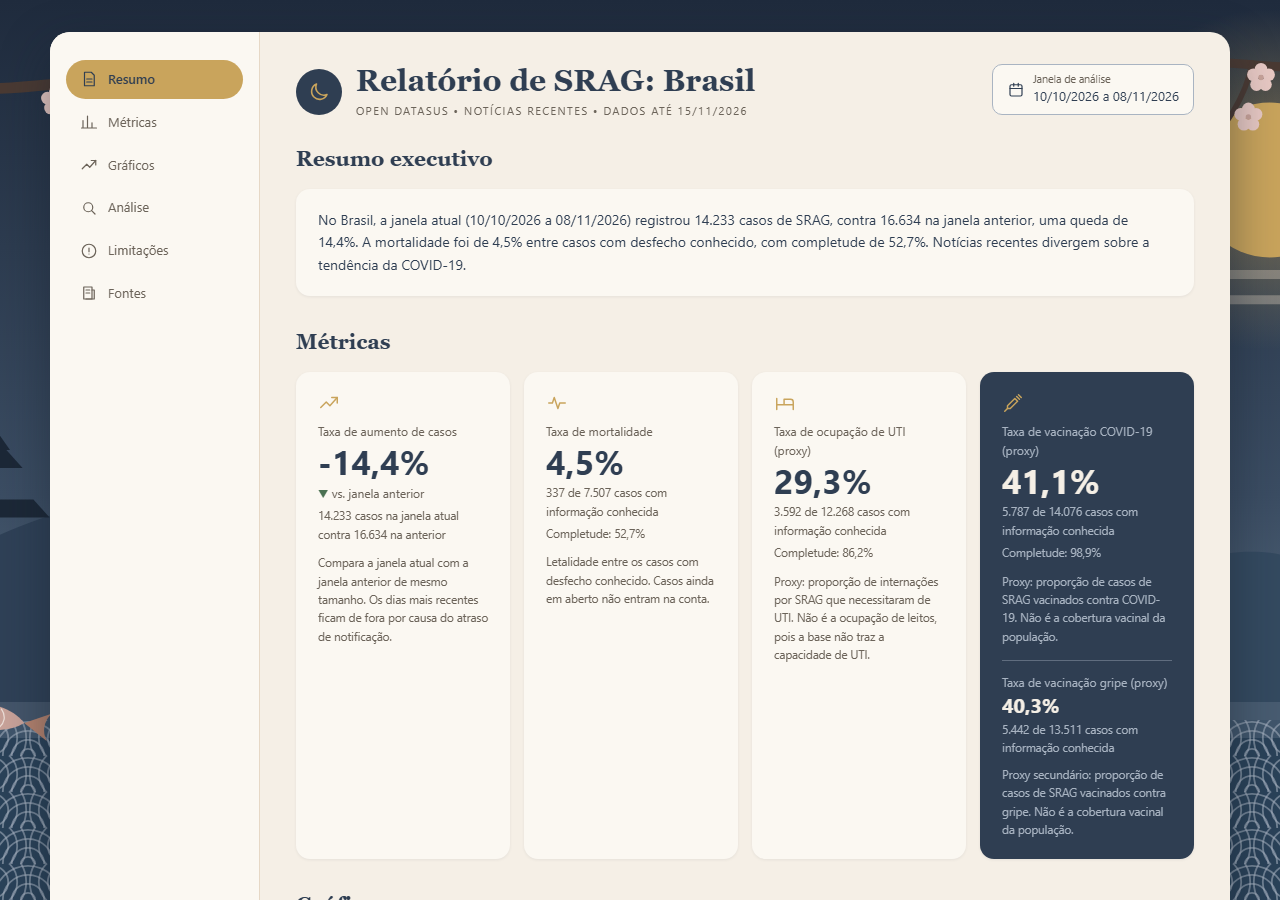 Resumo
Métricas
Gráficos
Análise
Limitações
Fontes
Relatório de SRAG: Brasil
OPEN DATASUS • NOTÍCIAS RECENTES • DADOS ATÉ 15/11/2026
Janela de análise
10/10/2026 a 08/11/2026
Resumo executivo
No Brasil, a janela atual (10/10/2026 a 08/11/2026) registrou 14.233 casos de SRAG, contra 16.634 na janela anterior, uma queda de
14,4%. A mortalidade foi de 4,5% entre casos com desfecho conhecido, com completude de 52,7%. Notícias recentes divergem sobre a
tendência da COVID-19.
Métricas
Taxa de aumento de casos
-14,4%
▼ vs. janela anterior
14.233 casos na janela atual
contra 16.634 na anterior
Compara a janela atual com a
janela anterior de mesmo
tamanho. Os dias mais recentes
ficam de fora por causa do atraso
de notificação.
Taxa de mortalidade
4,5%
337 de 7.507 casos com
informação conhecida
Completude: 52,7%
Letalidade entre os casos com
desfecho conhecido. Casos ainda
em aberto não entram na conta.
Taxa de ocupação de UTI
(proxy)
29,3%
3.592 de 12.268 casos com
informação conhecida
Completude: 86,2%
Proxy: proporção de internações
por SRAG que necessitaram de
UTI. Não é a ocupação de leitos,
pois a base não traz a
capacidade de UTI.
Taxa de vacinação COVID-19
(proxy)
41,1%
5.787 de 14.076 casos com
informação conhecida
Completude: 98,9%
Proxy: proporção de casos de
SRAG vacinados contra COVID-
19. Não é a cobertura vacinal da
população.
Taxa de vacinação gripe (proxy)
40,3%
5.442 de 13.511 casos com
informação conhecida
Proxy secundário: proporção de
casos de SRAG vacinados contra
gripe. Não é a cobertura vacinal
da população.